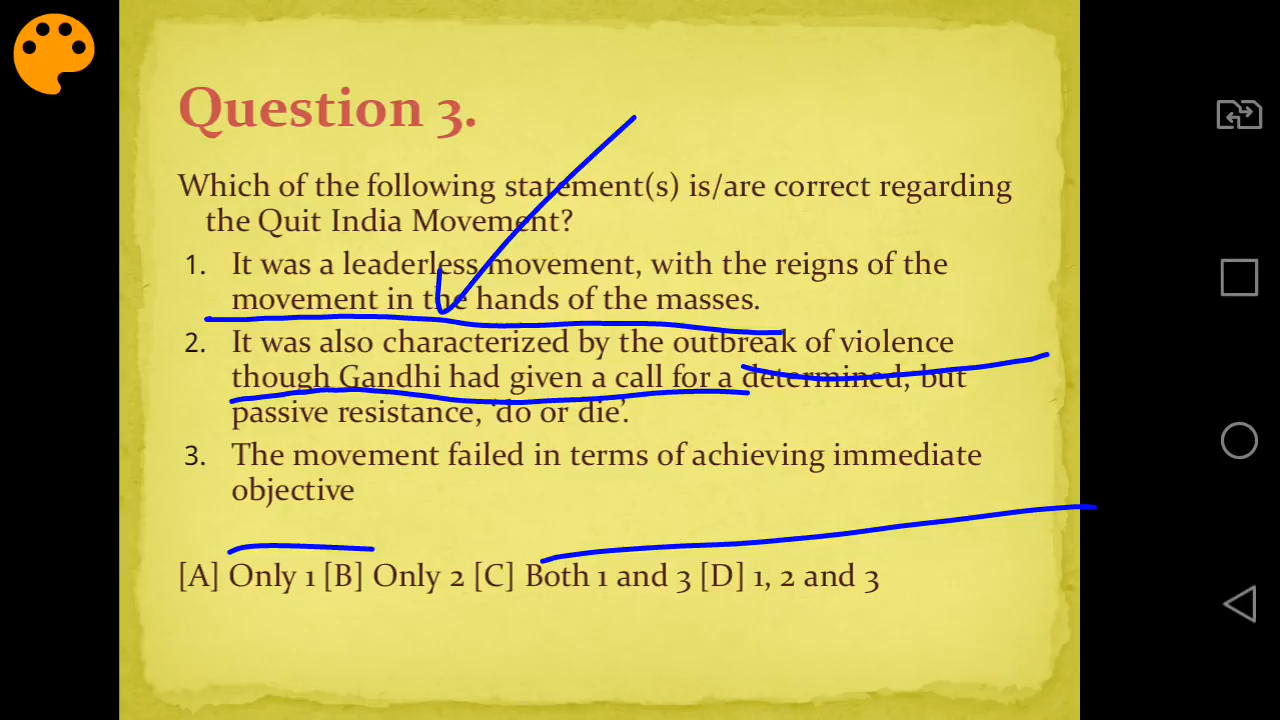 Question 3.
Which of the following statement(s) is/are correct regarding
the Quit India Movement?
1. It was a leaderless movement, with the reigns of the
movement in the hands of the masses.
2. It was also characterized by the outbreak of violence
though Gandhi had given a call for a determined, but
passive resistance, ‘do or die’.
3. The movement failed in terms of achieving immediate
objective
[A] Only 1 [B] Only 2 [C] Both 1 and 3 [D] 1, 2 and 3